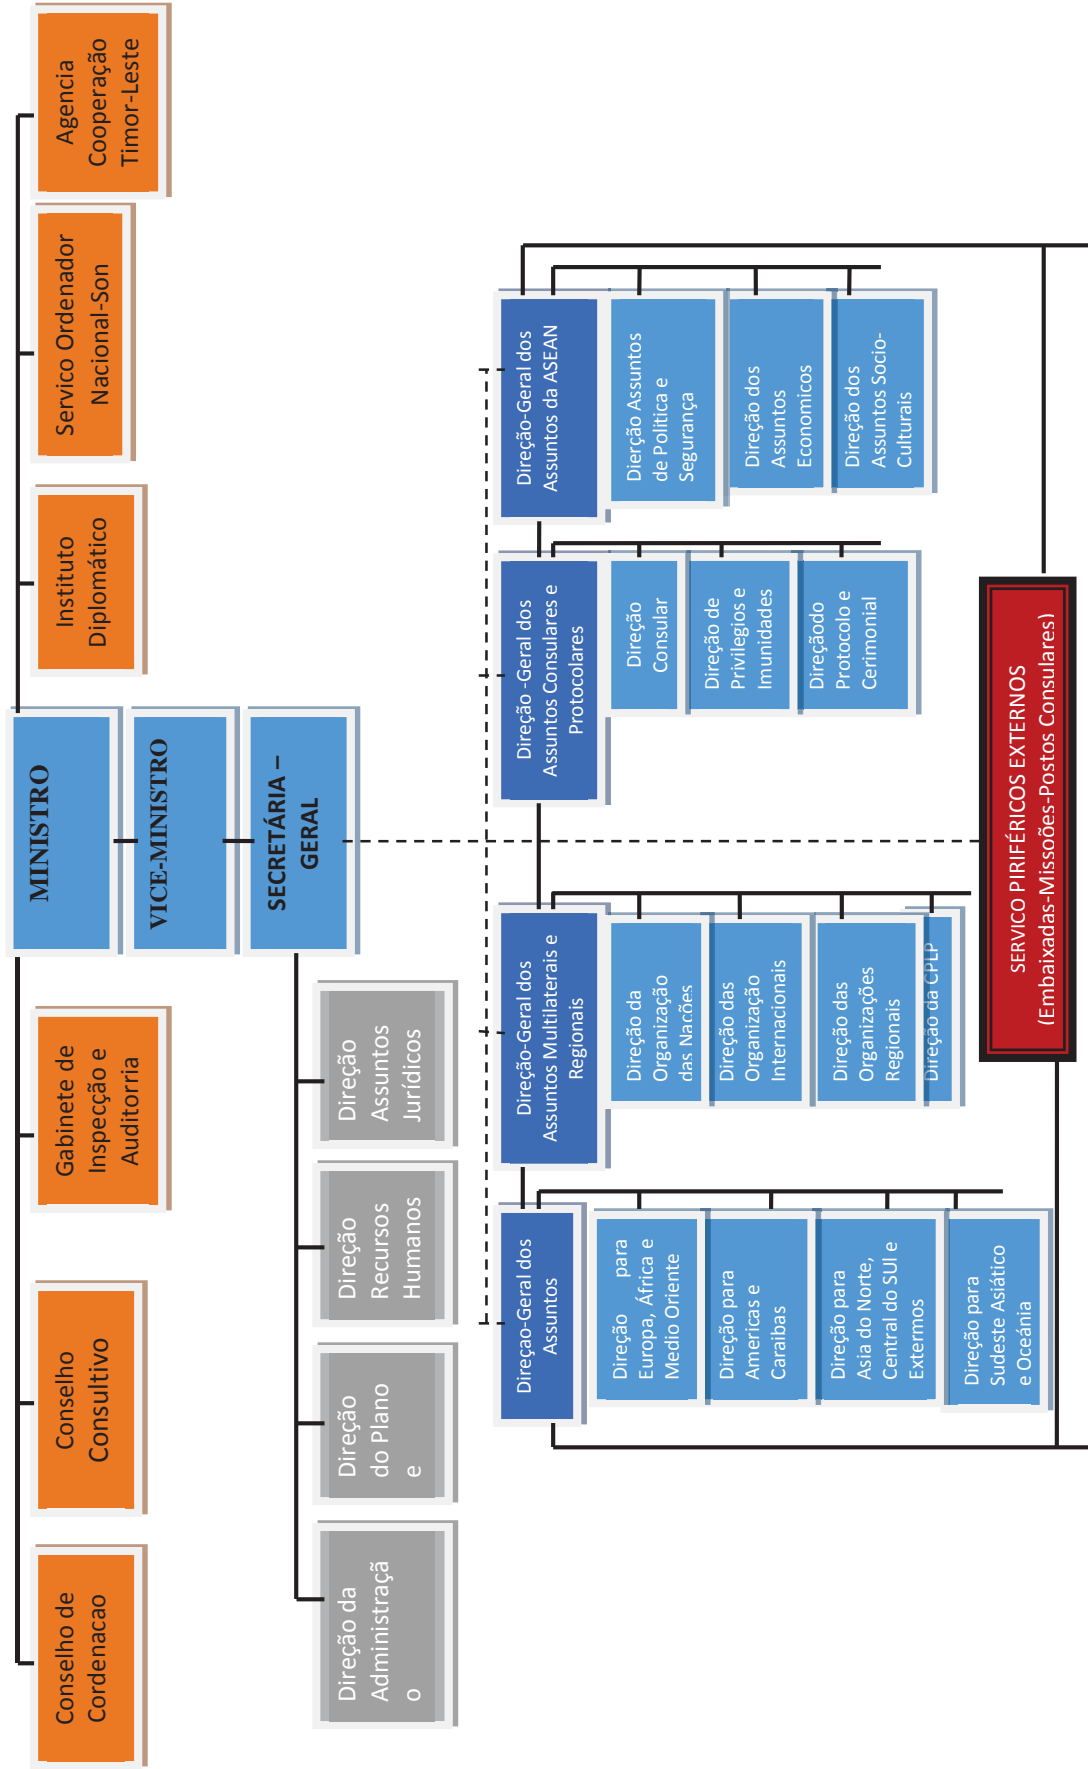 MINISTRO
VICE-MINISTRO
SECRETÁRIA –
GERAL
Conselho de
Cordenacao
Conselho
Consultivo
Gabinete de
Inspecção e
Auditorria
Instituto
Diplomático
Servico Ordenador
Nacional-Son
Agencia
Cooperação
Timor-Leste
Direção da
Administraçã
o
Direção
do Plano
e
Direção
Recursos
Humanos
Direção
Assuntos
Jurídicos
Direçao-Geral dos
Assuntos
Direção para
Europa, África e
Medio Oriente
Direção para
Americas e
Caraibas
Direção para
Asia do Norte,
Central do SUl e
Extermos
Direção para
Sudeste Asiático
e Oceánia
Direção-Geral dos
Assuntos Multilaterais e
Regionais
Direção da
Organização
das Nacões
Direção das
Organização
Internacionais
Direção das
Organizações
Regionais
Direção da CPLP
Direção -Geral dos
Assuntos Consulares e
Protocolares
Direção
Consular
Direção de
Privilegios e
Imunidades
Direçãodo
Protocolo e
Cerimonial
Direção-Geral dos
Assuntos da ASEAN
Dierção Assuntos
de Politica e
Segurança
Direção dos
Assuntos
Economicos
Direção dos
Assuntos Socio-
Culturais
SERVICO PIRIFÉRICOS EXTERNOS
(Embaixadas-Missoões-Postos Consulares)